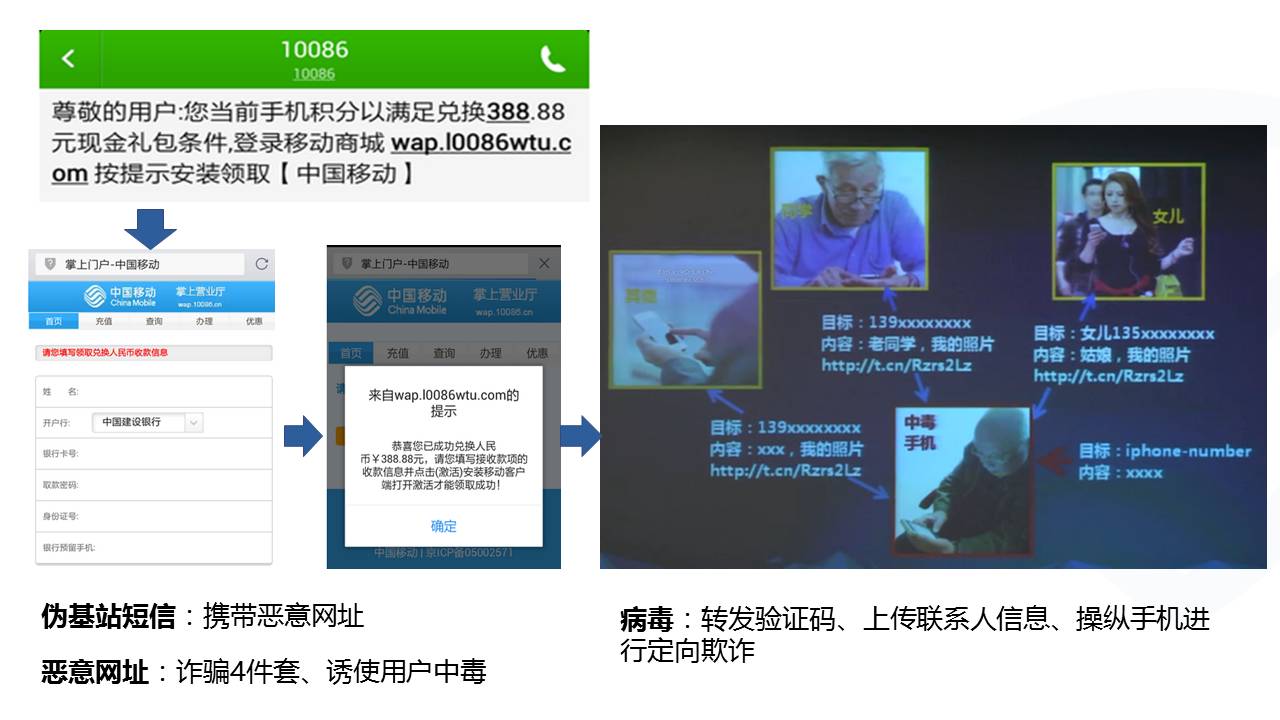 10086
10086
尊敬的用户:您当前手机积分以满足兑换388.88
元现金礼包条件,登录移动商城 wap.l0086wtu.c
om 按提示安装领取【中国移动】
掌上门户-中国移动
中国移动
China Mobile
掌上营业厅
wap.10086.cn
首页 充值 查询 办理 优惠
请您填写领取兑换人民币收款信息
姓 名:
开户行: 中国建设银行
银行卡号:
取款密码:
身份证号:
银行预留手机:
掌上门户-中国移动
中国移动
China Mobile
掌上营业厅
wap.10086.cn
首页 充值 查询 办理 优惠
请
来自wap.l0086wtu.com的
提示
恭喜您已成功兑换人民
币￥388.88元，请您填写接收款项的
收款信息并点击(激活)安装移动客户
端打开激活才能领取成功！
确定
中国移动 | 京ICP备05002571
同学
女儿
目标：139xxxxxxxx
内容：老同学，我的照片
http://t.cn/Rzrs2Lz
目标：女儿135xxxxxxxx
内容：姑娘，我的照片
http://t.cn/Rzrs2Lz
目标：139xxxxxxxx
内容：xxx，我的照片
http://t.cn/Rzrs2Lz
中毒
手机
目标：iphone-number
内容：xxxx
伪基站短信：携带恶意网址
恶意网址：诈骗4件套、诱使用户中毒
病毒：转发验证码、上传联系人信息、操纵手机进
行定向欺诈